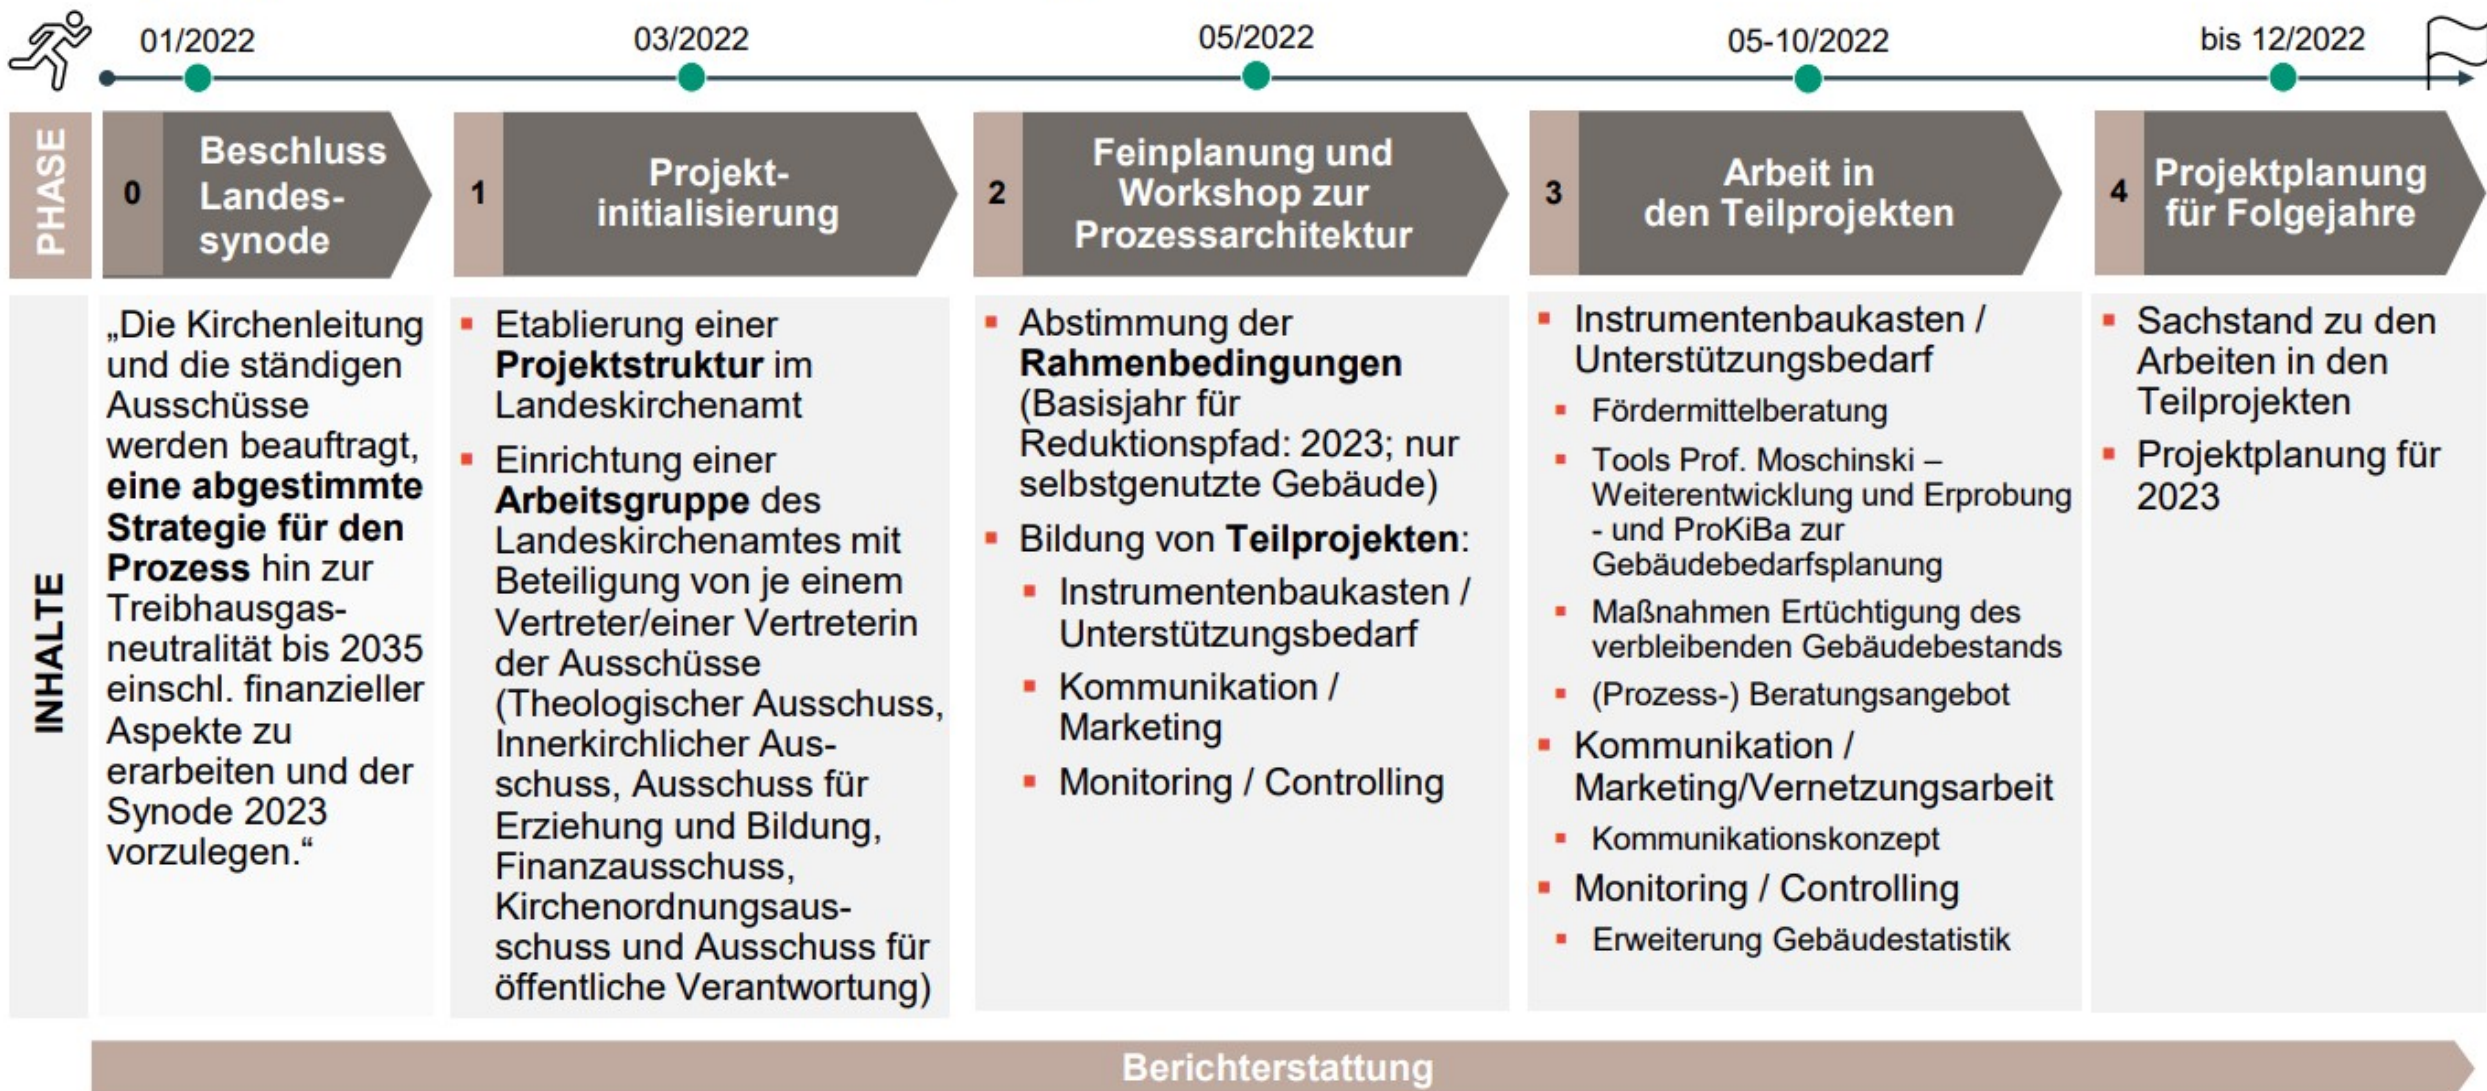 01/2022
03/2022
05/2022
05-10/2022
bis 12/2022
PHASE
0
Beschluss
Landes-
synode
1
Projekt-
initialisierung
2
Feinplanung und
Workshop zur
Prozessarchitektur
3
Arbeit in
den Teilprojekten
4
Projektplanung
für Folgejahre
INHALTE
„Die Kirchenleitung
und die ständigen
Ausschüsse
werden beauftragt,
eine abgestimmte
Strategie für den
Prozess hin zur
Treibhausgas-
neutralität bis 2035
einschl. finanzieller
Aspekte zu
erarbeiten und der
Synode 2023
vorzulegen.“
▪ Etablierung einer
Projektstruktur im
Landeskirchenamt
▪ Einrichtung einer
Arbeitsgruppe des
Landeskirchenamtes mit
Beteiligung von je einem
Vertreter/einer Vertreterin
der Ausschüsse
(Theologischer Ausschuss,
Innerkirchlicher Aus-
schuss, Ausschuss für
Erziehung und Bildung,
Finanzausschuss,
Kirchenordnungsaus-
schuss und Ausschuss für
öffentliche Verantwortung)
▪ Abstimmung der
Rahmenbedingungen
(Basisjahr für
Reduktionspfad: 2023; nur
selbstgenutzte Gebäude)
▪ Bildung von Teilprojekten:
▪ Instrumentenbaukasten /
Unterstützungsbedarf
▪ Kommunikation /
Marketing
▪ Monitoring / Controlling
▪ Instrumentenbaukasten /
Unterstützungsbedarf
▪ Fördermittelberatung
▪ Tools Prof. Moschinski –
Weiterentwicklung und Erprobung
- und ProKiBa zur
Gebäudebedarfsplanung
▪ Maßnahmen Ertüchtigung des
verbleibenden Gebäudebestands
▪ (Prozess-) Beratungsangebot
▪ Kommunikation /
Marketing/Vernetzungsarbeit
▪ Kommunikationskonzept
▪ Monitoring / Controlling
▪ Erweiterung Gebäudestatistik
▪ Sachstand zu den
Arbeiten in den
Teilprojekten
▪ Projektplanung für
2023
Berichterstattung